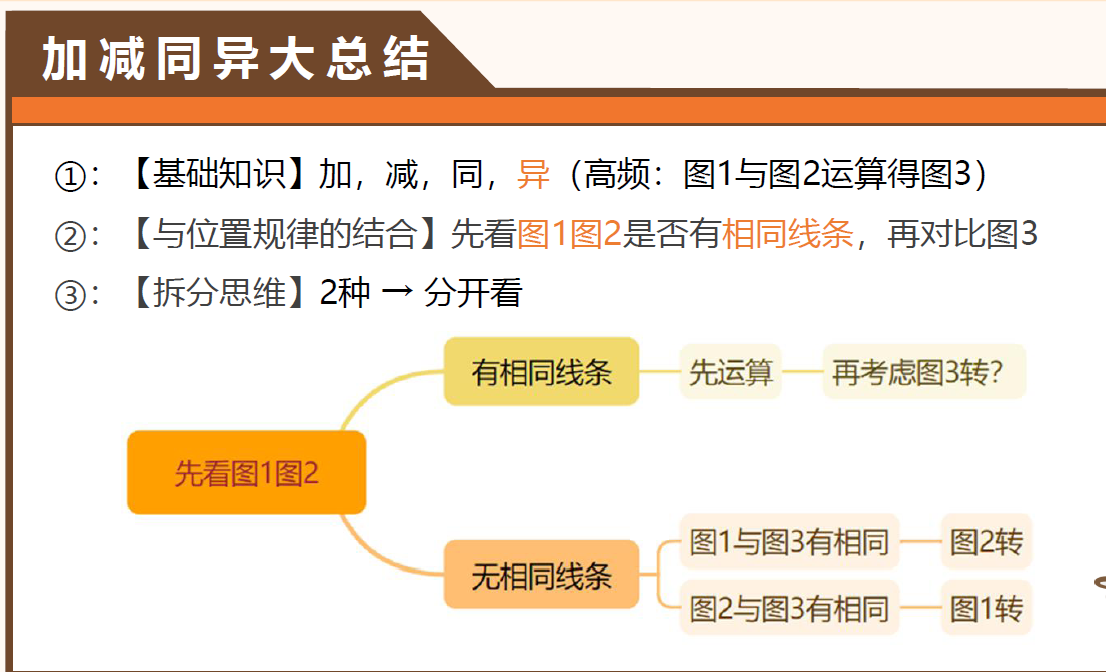 加减同异大总结
①：【基础知识】加，减，同，异（高频：图1与图2运算得图3）
②：【与位置规律的结合】先看图1图2是否有相同线条，再对比图3
③：【拆分思维】2种 → 分开看
有相同线条
先运算
再考虑图3转？
先看图1图2
无相同线条
图1与图3有相同
图2转
图2与图3有相同
图1转